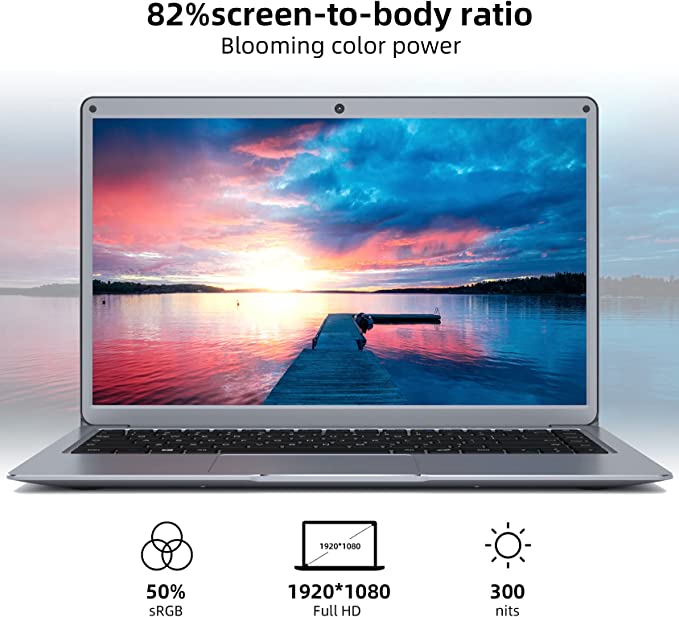 82%screen-to-body ratio
Blooming color power
1920*1080
50%
sRGB
1920*1080
Full HD
300
nits